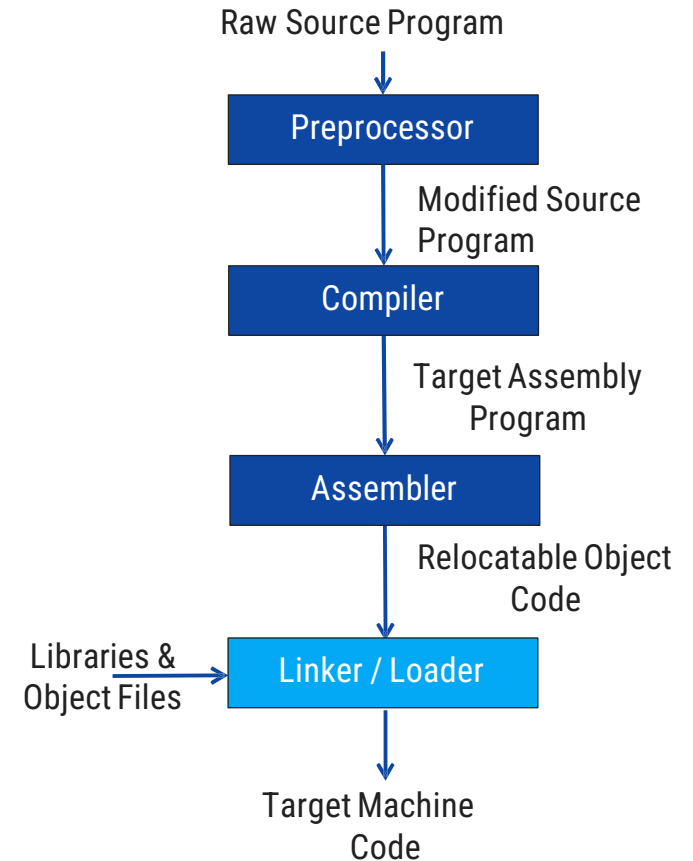 Raw Source Program
Preprocessor
Modified Source
Program
Compiler
Target Assembly
Program
Assembler
Relocatable Object
Code
Libraries &
Object Files
Linker / Loader
Target Machine
Code